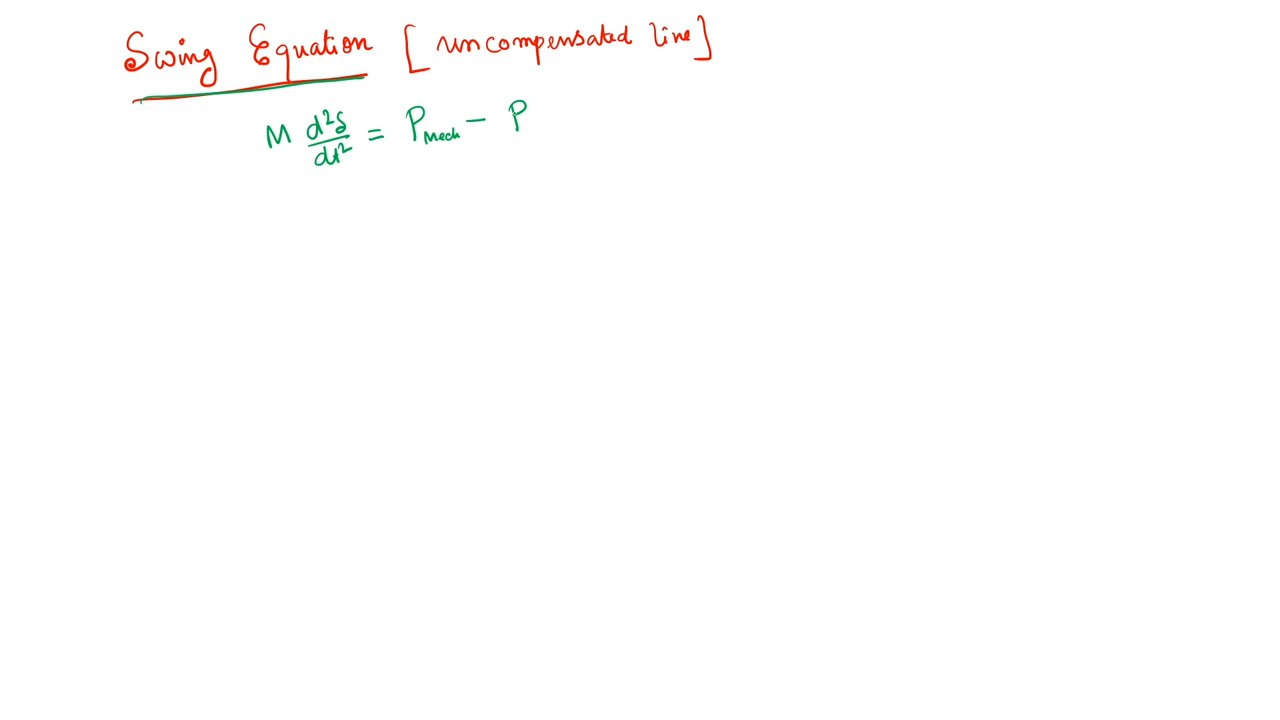 Swing Equation [uncompensated line]
M d²δ/dt² = P_Mech - P